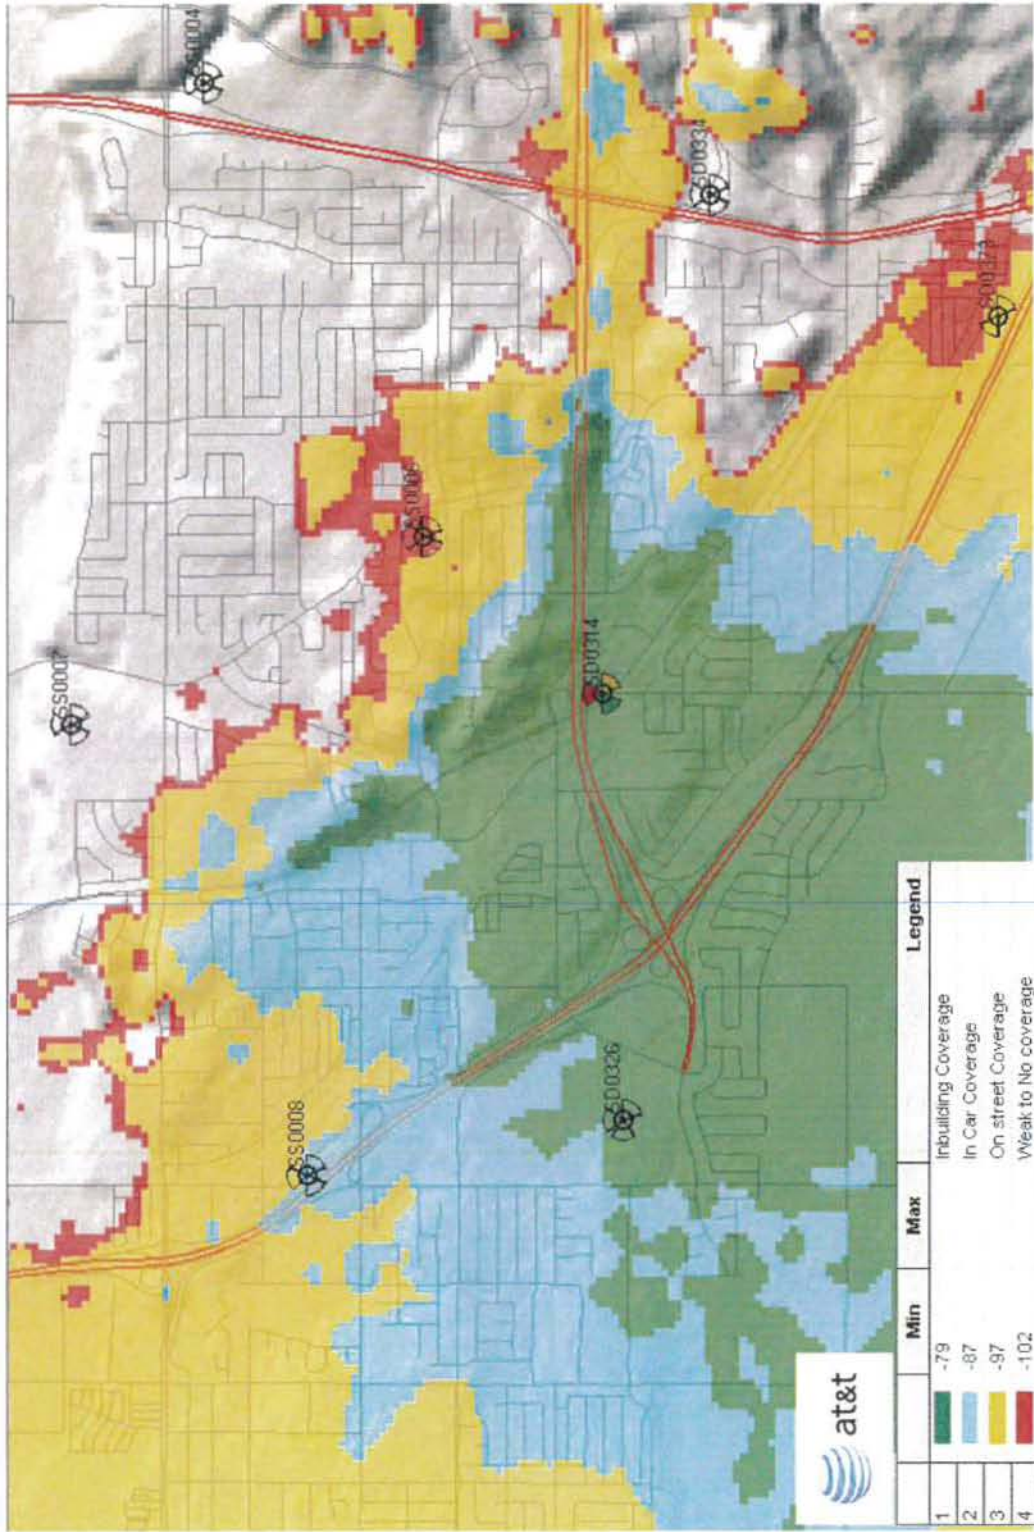 SS0004
SS0007
SD0334
SS0006
SD0373
SD0314
SS0008
SD0326
at&t
Min Max Legend
1 -79 Inbuilding Coverage
2 -87 In Car Coverage
3 -97 On street Coverage
4 -102 Weak to No coverage